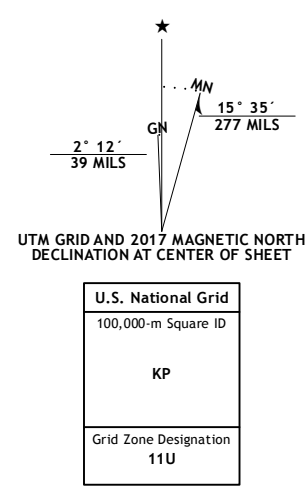 ★
MN
GN
15° 35´
277 MILS
2° 12´
39 MILS
UTM GRID AND 2017 MAGNETIC NORTH
DECLINATION AT CENTER OF SHEET
U.S. National Grid
100,000-m Square ID
KP
Grid Zone Designation
11U